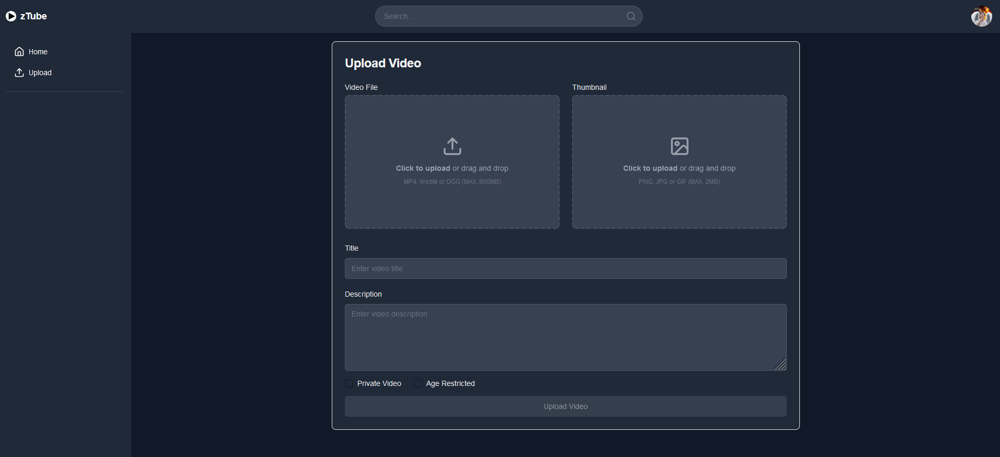 zTube
Search...
Home
Upload
Upload Video
Video File
Thumbnail
Click to upload or drag and drop
MP4, WebM or OGG (MAX. 800MB)
Click to upload or drag and drop
PNG, JPG or GIF (MAX. 2MB)
Title
Enter video title
Description
Enter video description
Private Video
Age Restricted
Upload Video